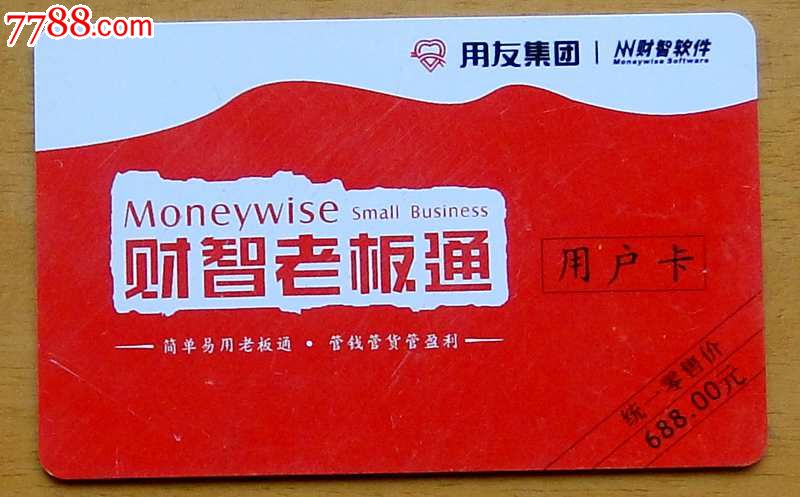 7788.com
用友集团 | 财智软件
Moneywise Software
Moneywise Small Business
财智老板通
用户卡
简单易用老板通 · 管钱管货管盈利
统一零售价
688.00元